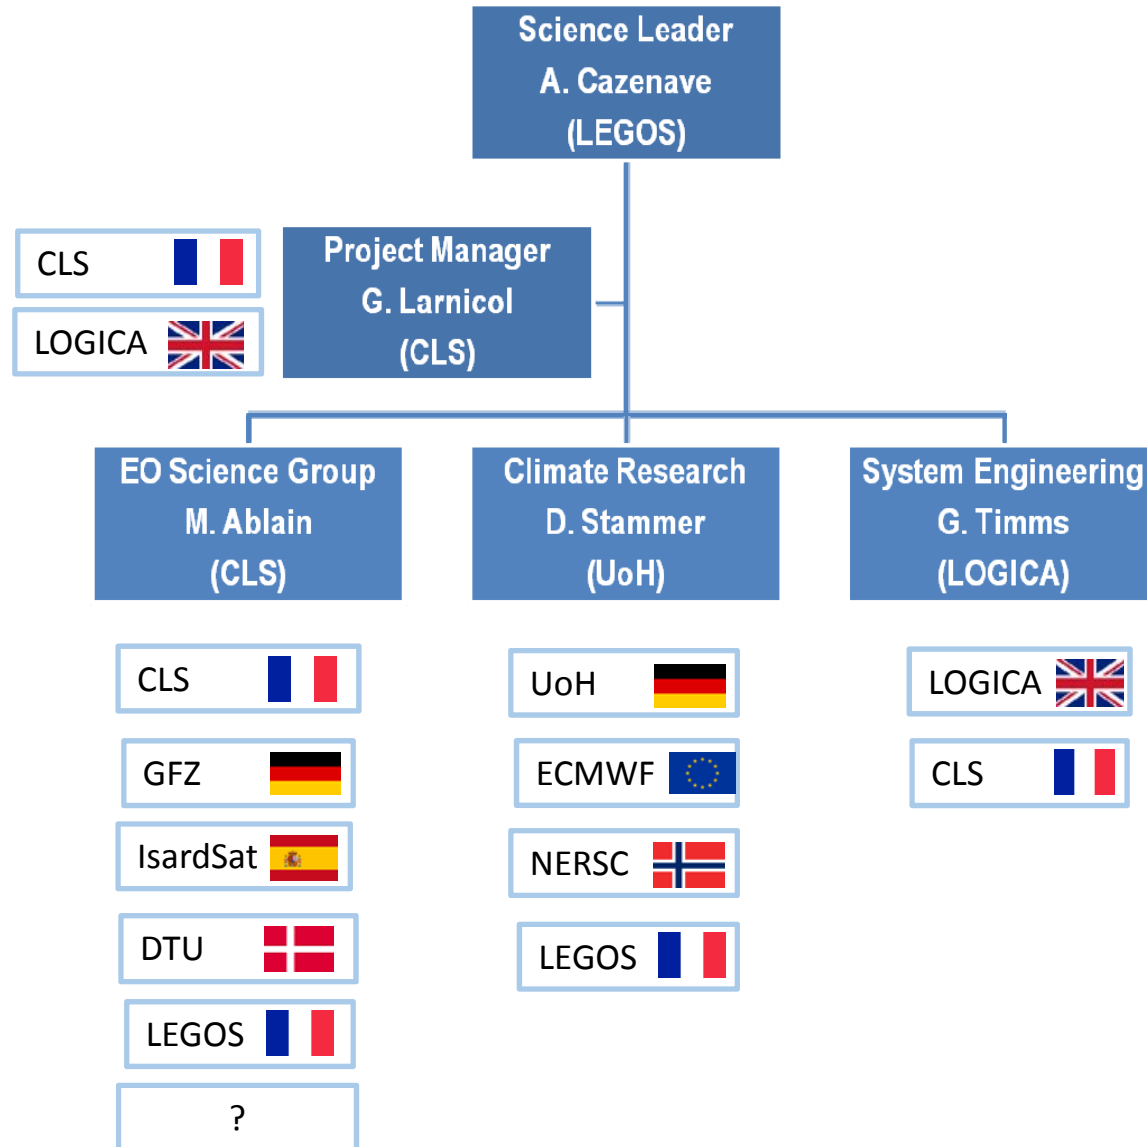 Science Leader
A. Cazenave
(LEGOS)
CLS
LOGICA
Project Manager
G. Larnicol
(CLS)
EO Science Group
M. Ablain
(CLS)
Climate Research
D. Stammer
(UoH)
System Engineering
G. Timms
(LOGICA)
CLS
GFZ
IsardSat
DTU
LEGOS
?
UoH
ECMWF
NERSC
LEGOS
LOGICA
CLS